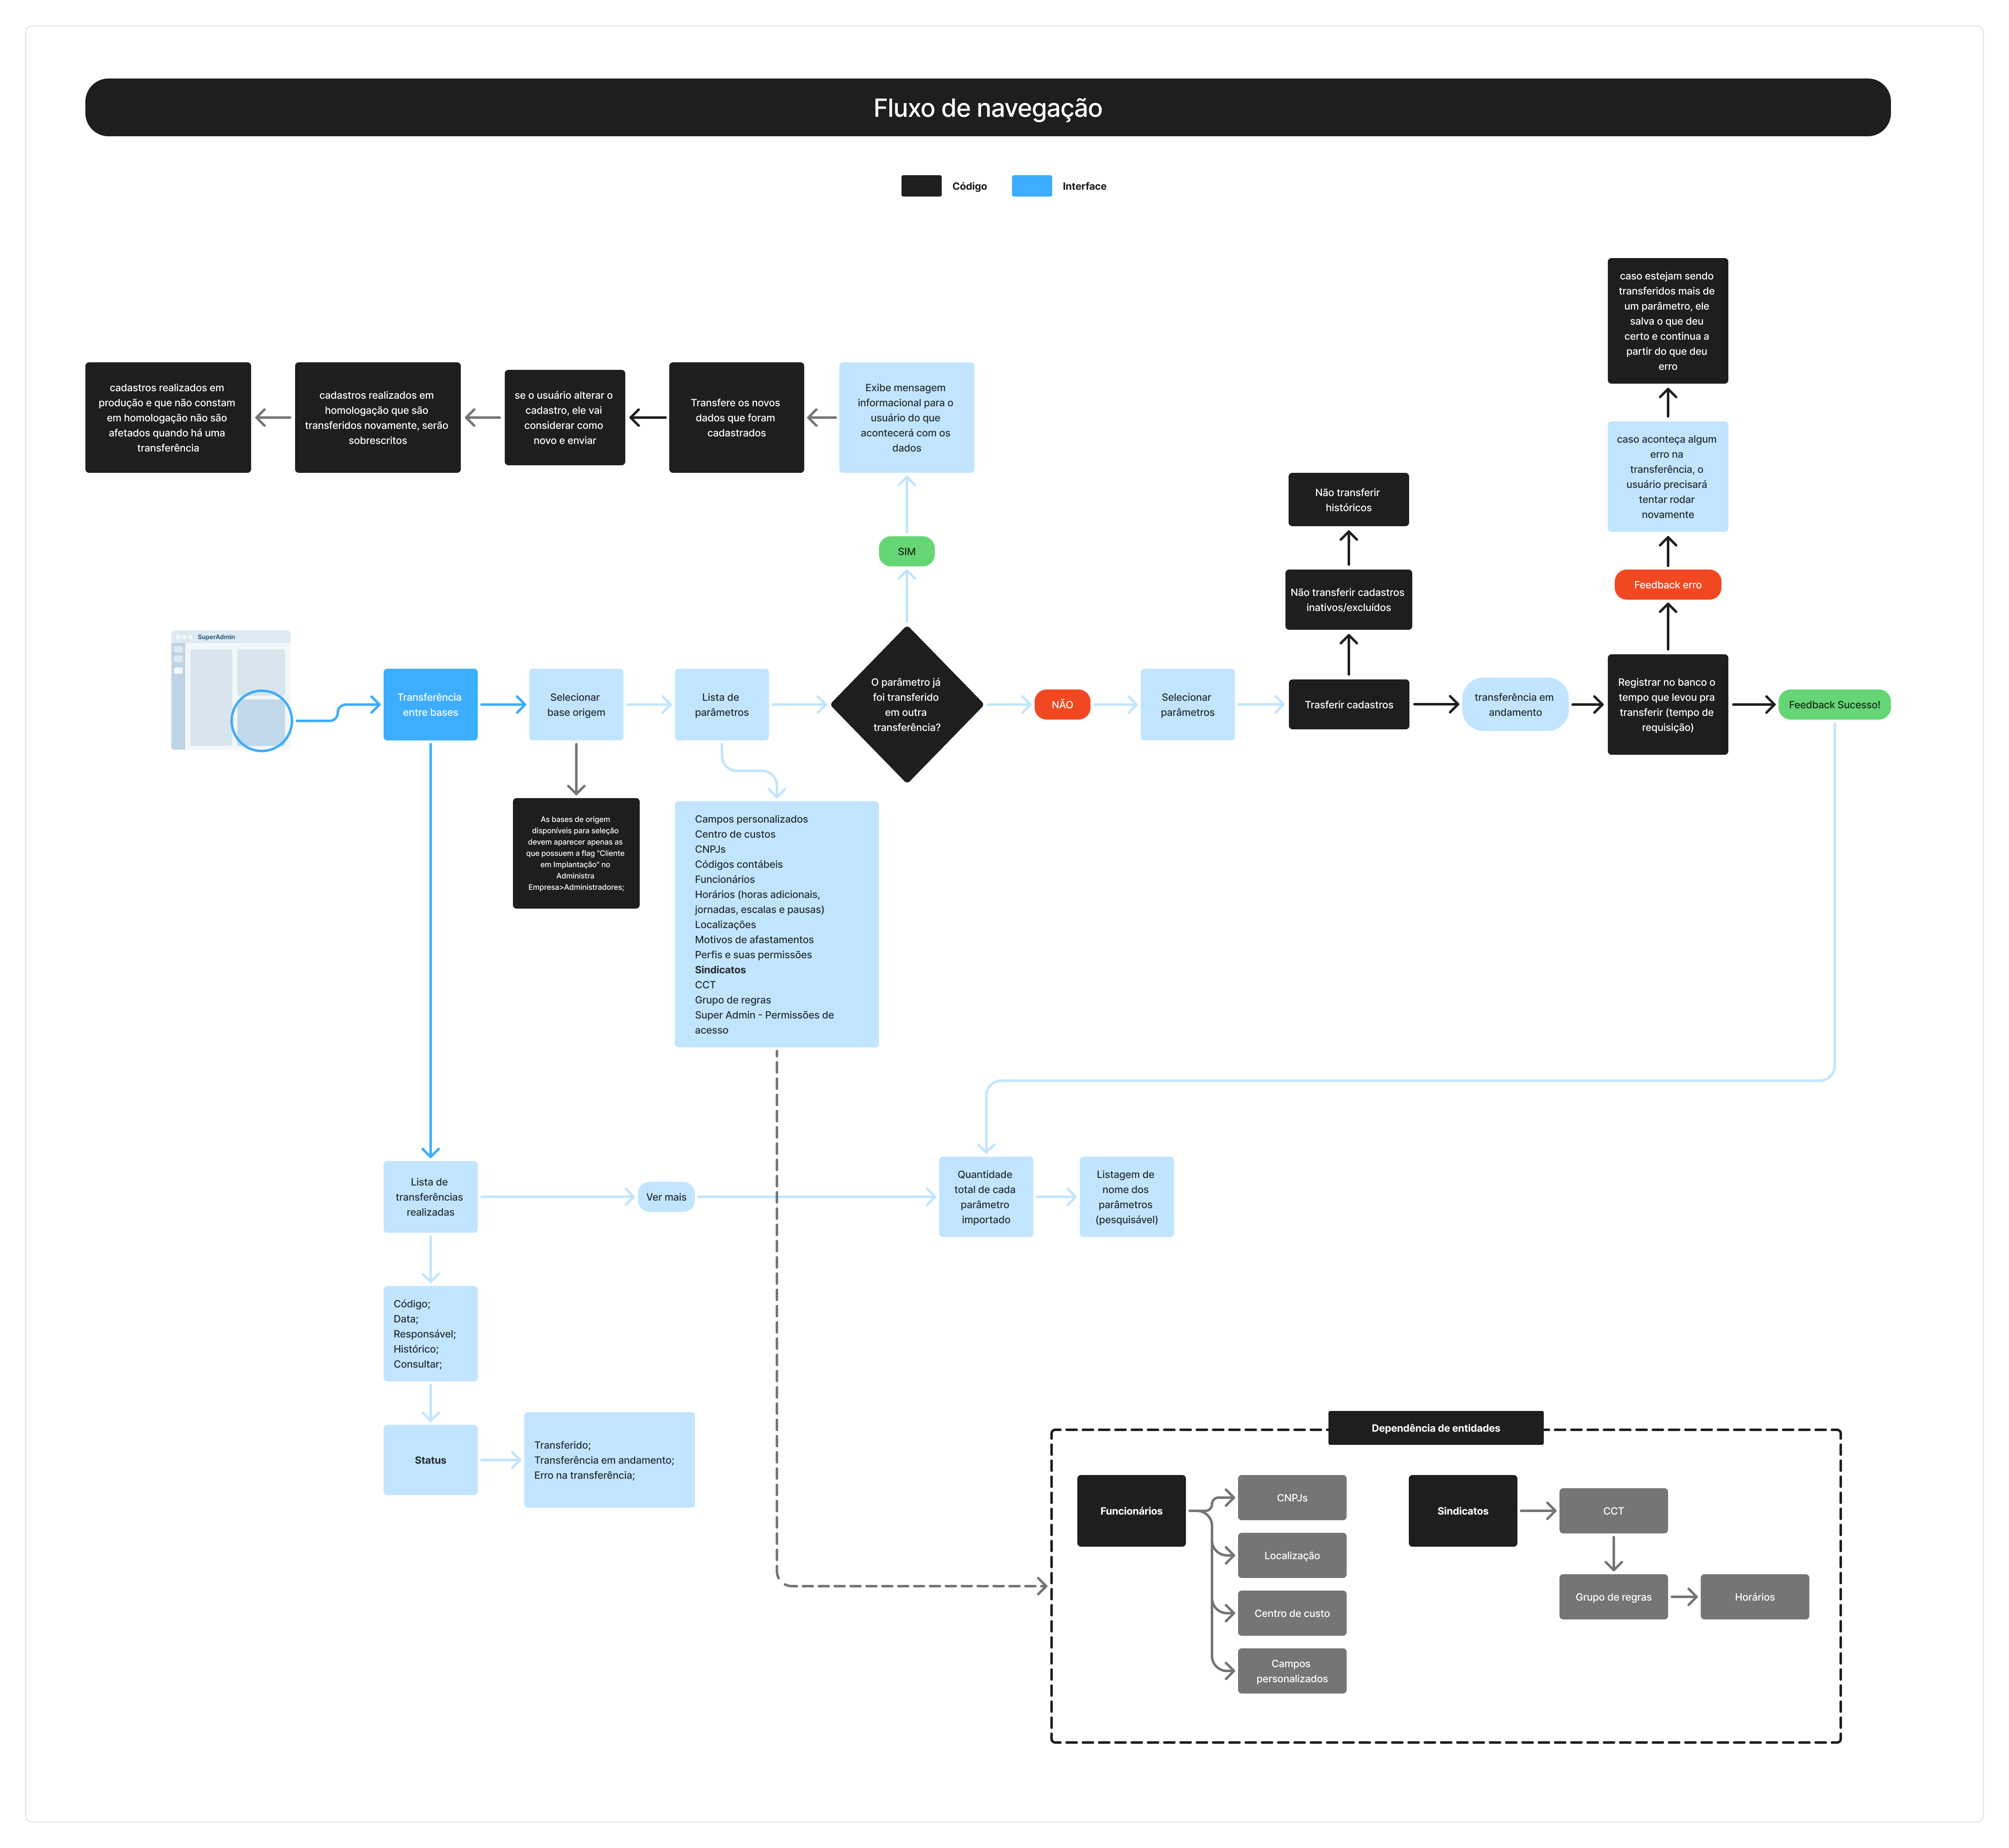 Fluxo de navegação
Código
Interface
caso estejam sendo
transferidos mais de
um parâmetro, ele
salva o que deu
certo e continua a
partir do que deu
erro
cadastros realizados em
produção e que não constam
em homologação não são
afetados quando há uma
transferência
cadastros realizados em
homologação que são
transferidos novamente, serão
sobrescritos
se o usuário alterar o
cadastro, ele vai
considerar como
novo e enviar
Transfere os novos
dados que foram
cadastrados
Exibe mensagem
informacional para o
usuário do que
acontecerá com os
dados
caso aconteça algum
erro na
transferência, o
usuário precisará
tentar rodar
novamente
Não transferir
históricos
SIM
Não transferir cadastros
inativos/excluídos
Feedback erro
SuperAdmin
Transferência
entre bases
Selecionar
base origem
Lista de
parâmetros
O parâmetro já
foi transferido
em outra
transferência?
NÃO
Selecionar
parâmetros
Trasferir cadastros
transferência em
andamento
Registrar no banco o
tempo que levou pra
transferir (tempo de
requisição)
Feedback Sucesso!
As bases de origem
disponíveis para seleção
devem aparecer apenas as
que possuem a flag "Cliente
em Implantação" no
Administra
Empresa>Administradores;
Campos personalizados
Centro de custos
CNPJs
Códigos contábeis
Funcionários
Horários (horas adicionais,
jornadas, escalas e pausas)
Localizações
Motivos de afastamentos
Perfis e suas permissões
Sindicatos
CCT
Grupo de regras
Super Admin - Permissões de
acesso
Lista de
transferências
realizadas
Ver mais
Quantidade
total de cada
parâmetro
importado
Listagem de
nome dos
parâmetros
(pesquisável)
Código;
Data;
Responsável;
Histórico;
Consultar;
Status
Transferido;
Transferência em andamento;
Erro na transferência;
Dependência de entidades
Funcionários
CNPJs
Localização
Centro de custo
Campos
personalizados
Sindicatos
CCT
Grupo de regras
Horários